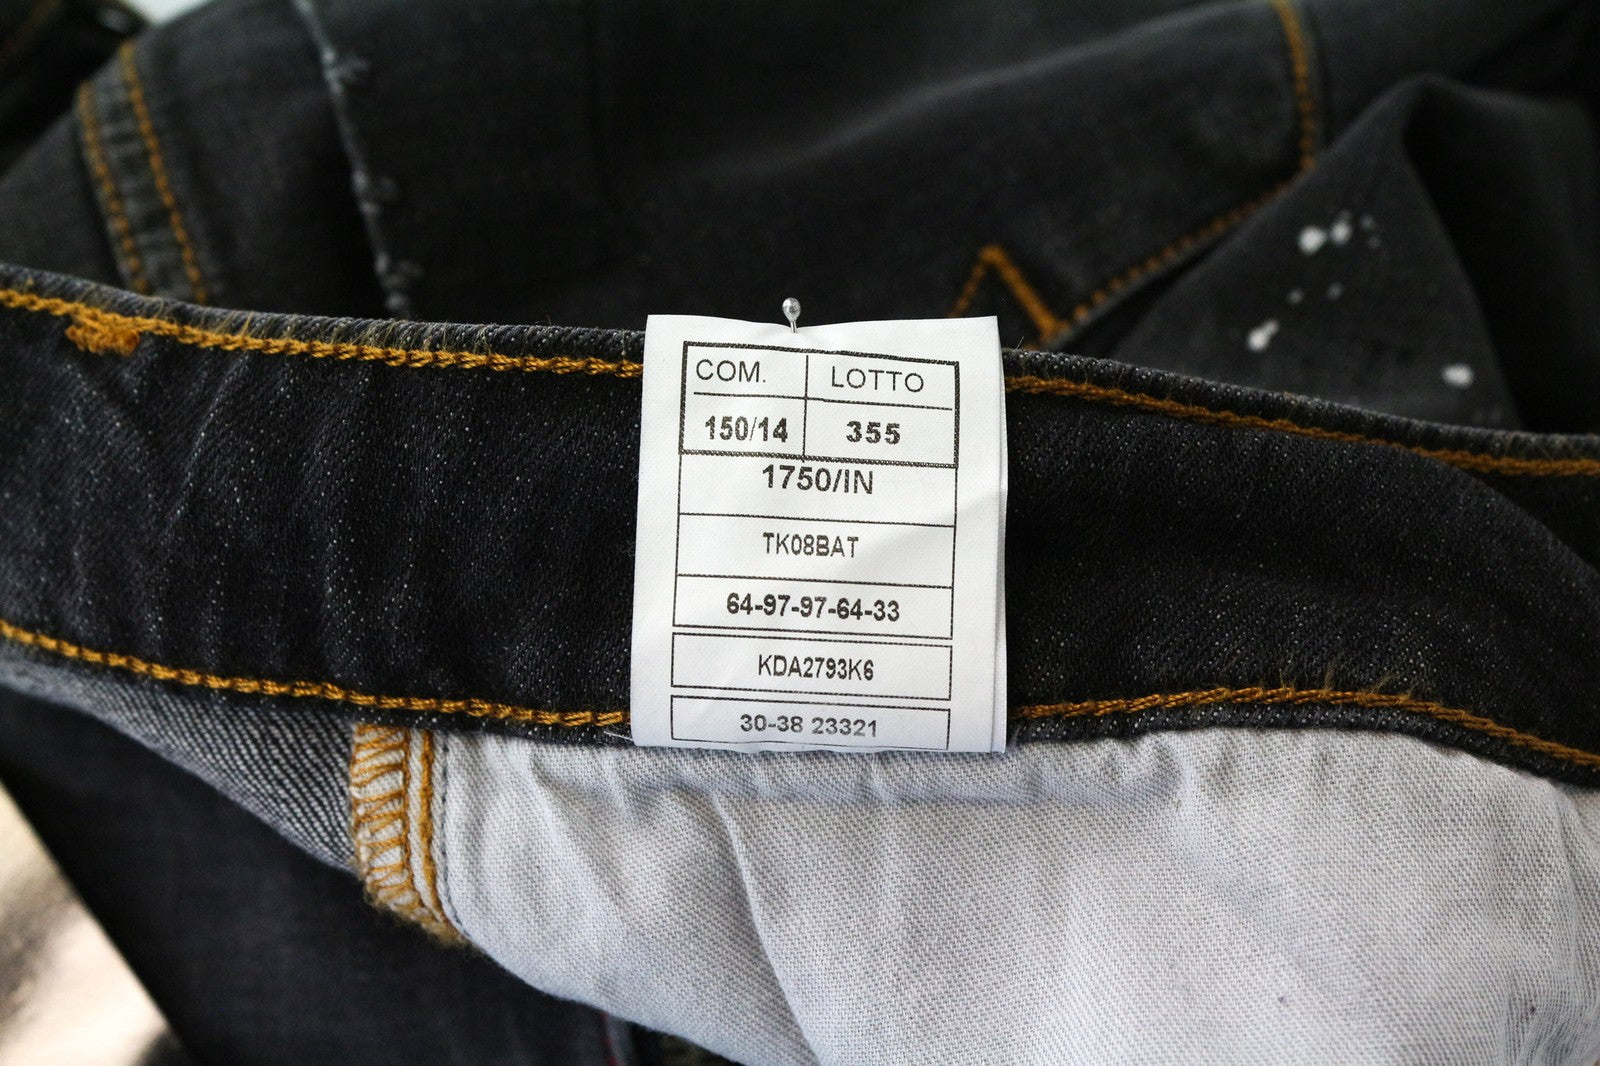 COM. LOTTO
150/14 355
1750/IN
TK08BAT
64-97-97-64-33
KDA2793K6
30-38 23321